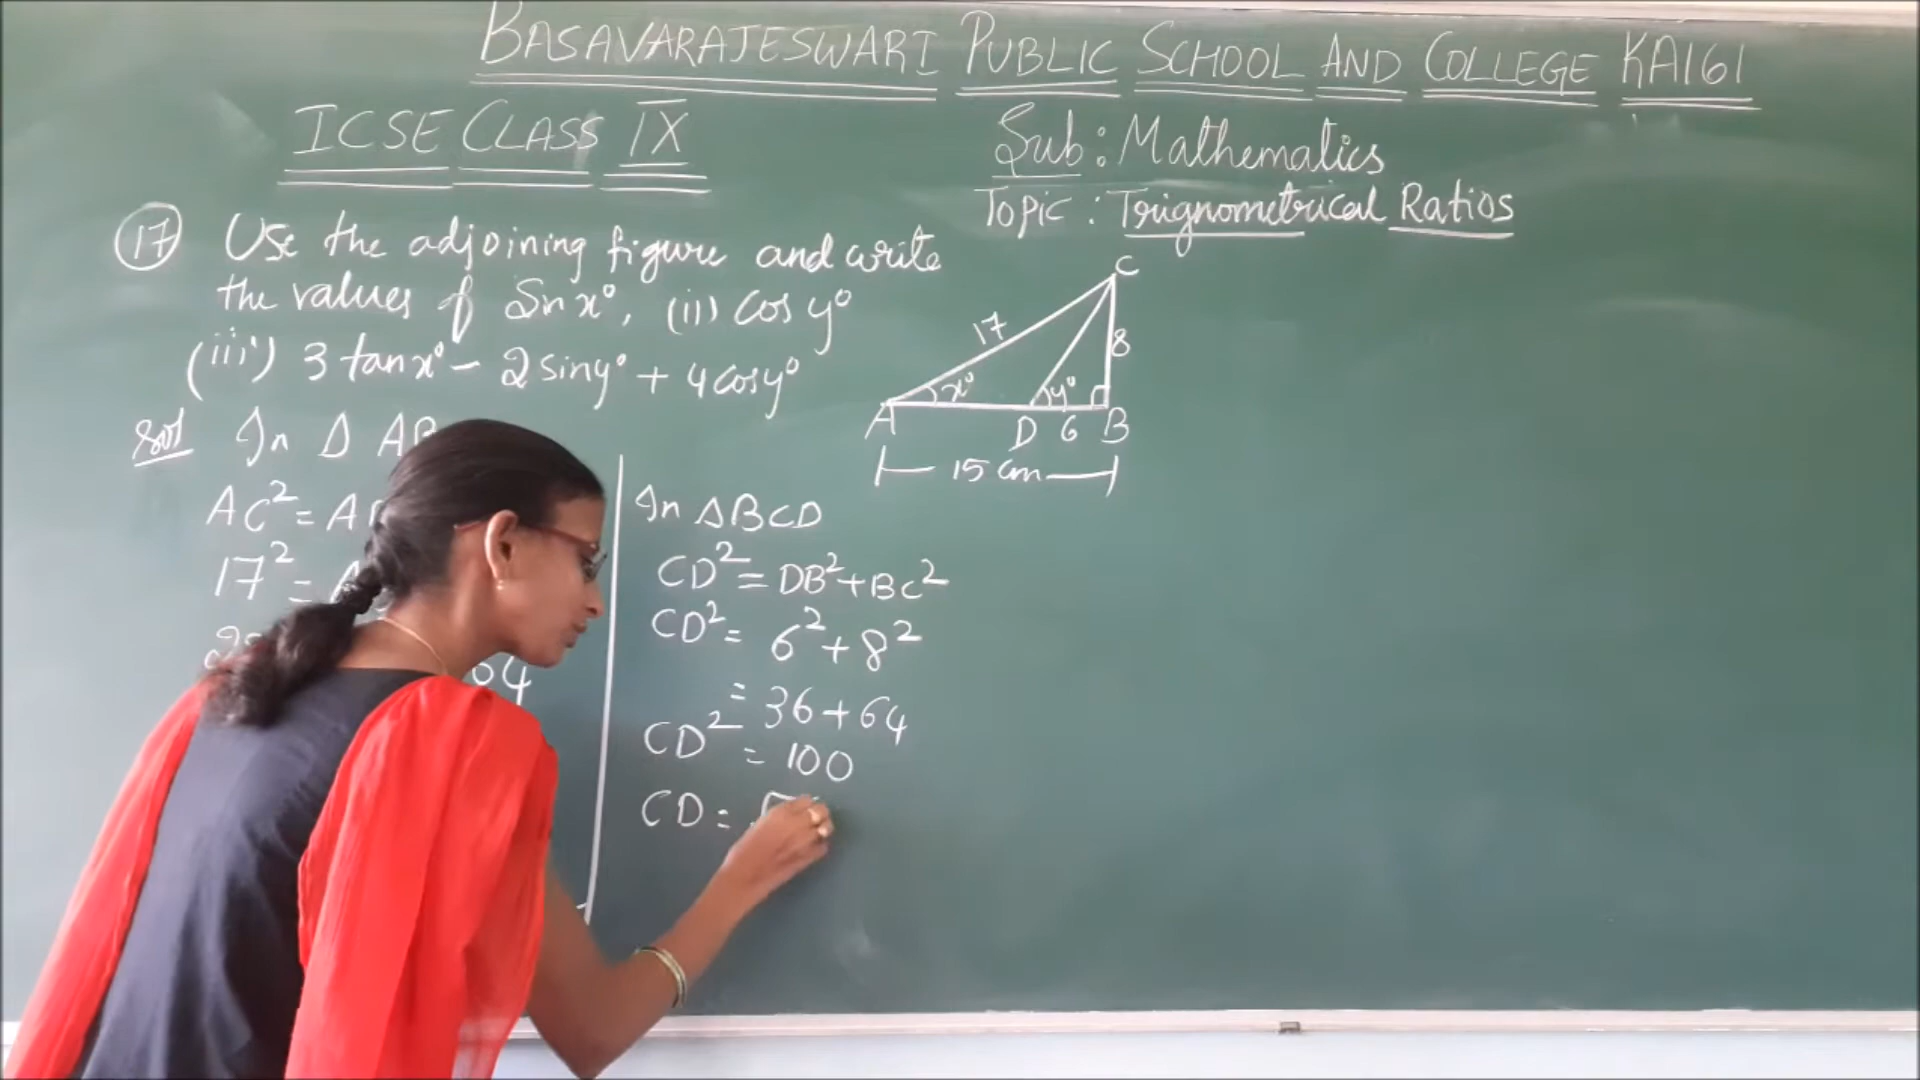 BASAVARAJESWARI PUBLIC SCHOOL AND COLLEGE KAIGI
ICSE CLASS IX
Sub: Mathematics
Topic: Trignometrical Ratios
17 Use the adjoining figure and write
the values of Sin x°, (ii) cos y°
(iii) 3 tan x° - 2 sin y° + 4 cos y°
C
17
8
x°
y°
A
D 6 B
15 cm
Sol In Δ AB
AC² = A
17² =
64
In Δ BCD
CD² = DB² + BC²
CD² = 6² + 8²
= 36 + 64
CD² = 100
CD =